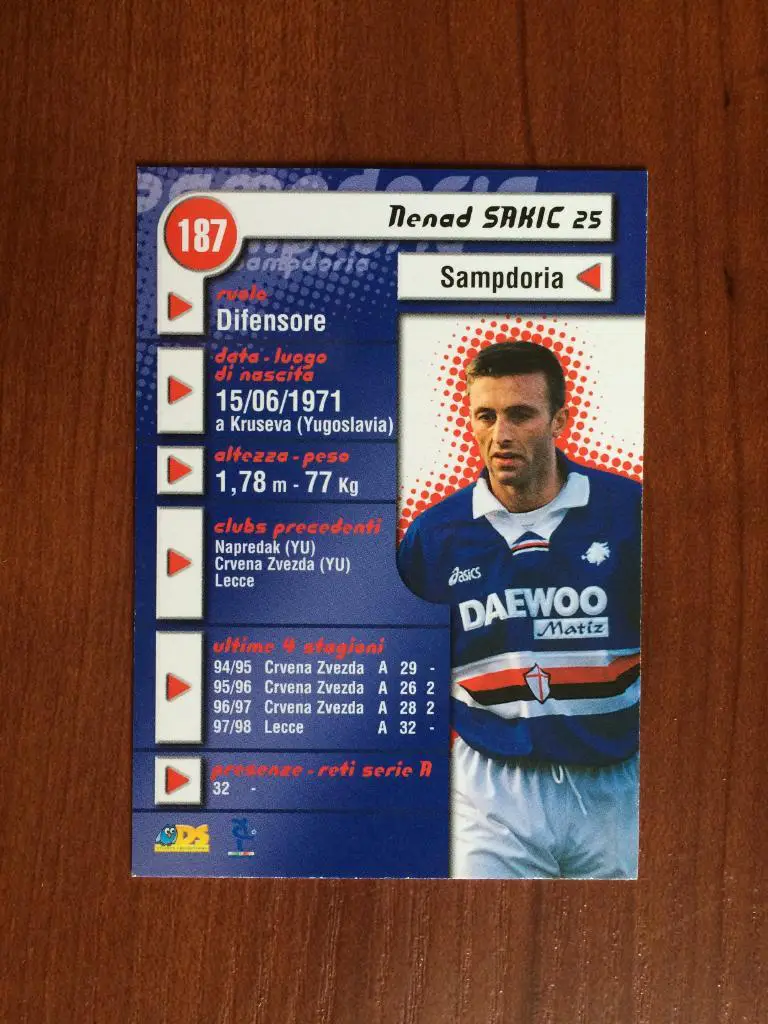 Sampdoria
sampdoria
187
Nenad SAKIC 25
Sampdoria
ruolo
Difensore
data - luogo
di nascita
15/06/1971
a Kruseva (Yugoslavia)
altezza - peso
1,78 m - 77 Kg
clubs precedenti
Napredak (YU)
Crvena Zvezda (YU)
Lecce
asics
DAEWOO
Matiz
ultime 4 stagioni
94/95 Crvena Zvezda A 29 -
95/96 Crvena Zvezda A 26 2
96/97 Crvena Zvezda A 28 2
97/98 Lecce A 32 -
presenze - reti serie A
32 -
DS